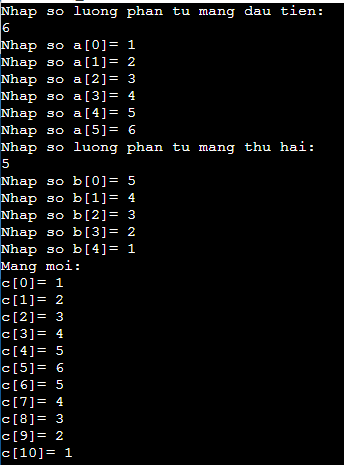 Nhap so luong phan tu mang dau tien:
6
Nhap so a[0]= 1
Nhap so a[1]= 2
Nhap so a[2]= 3
Nhap so a[3]= 4
Nhap so a[4]= 5
Nhap so a[5]= 6
Nhap so luong phan tu mang thu hai:
5
Nhap so b[0]= 5
Nhap so b[1]= 4
Nhap so b[2]= 3
Nhap so b[3]= 2
Nhap so b[4]= 1
Mang moi:
c[0]= 1
c[1]= 2
c[2]= 3
c[3]= 4
c[4]= 5
c[5]= 6
c[6]= 5
c[7]= 4
c[8]= 3
c[9]= 2
c[10]= 1